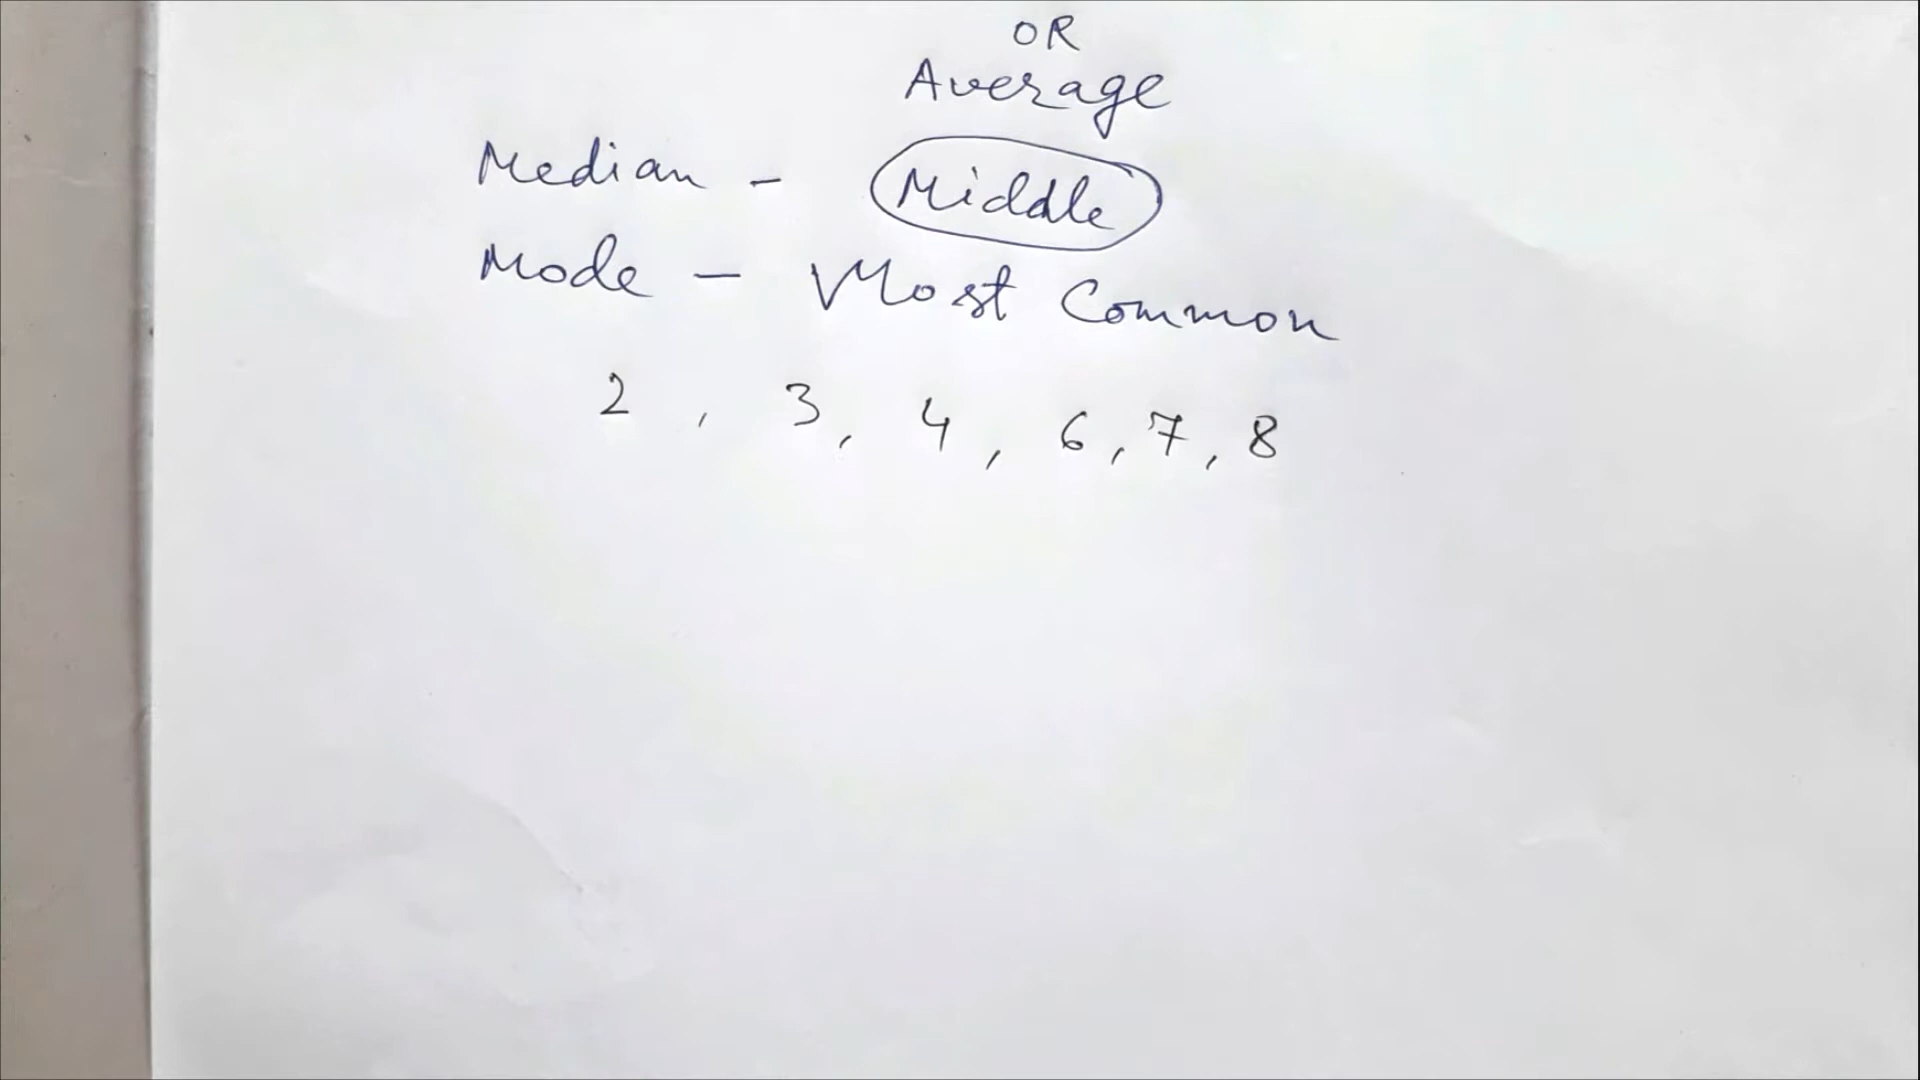 OR
Average
Median - Middle
Mode - Most Common
2 , 3, 4, 6, 7, 8